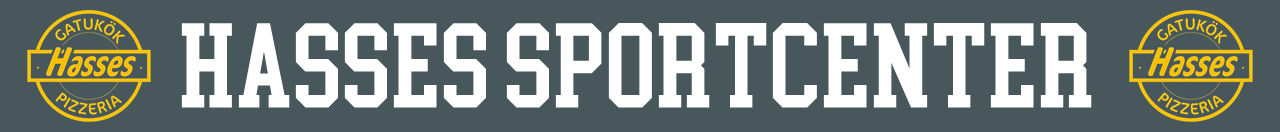 GATUKÖK
Hasses
PIZZERIA
HASSES SPORTCENTER
GATUKÖK
Hasses
PIZZERIA